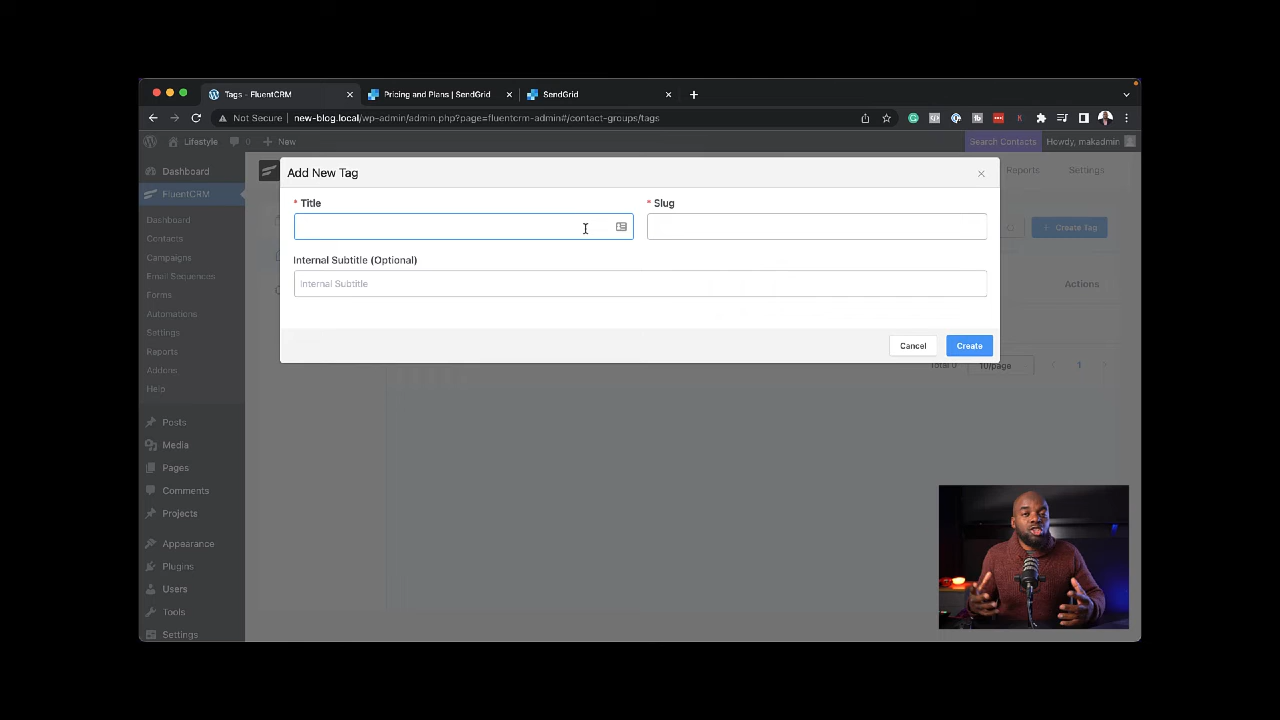 Tags - FluentCRM
Pricing and Plans | SendGrid
SendGrid
Not Secure
new-blog.local/wp-admin/admin.php?page=fluentcrm-admin#/contact-groups/tags
Lifestyle
0
New
Search Contacts
Howdy, makadmin
Dashboard
FluentCRM
Dashboard
Contacts
Campaigns
Email Sequences
Forms
Automations
Settings
Reports
Addons
Help
Posts
Media
Pages
Comments
Projects
Appearance
Plugins
Users
Tools
Settings
Reports
Settings
Add New Tag
* Title
* Slug
Create Tag
Internal Subtitle (Optional)
Internal Subtitle
Actions
Cancel
Create
Total 0
10/page
1